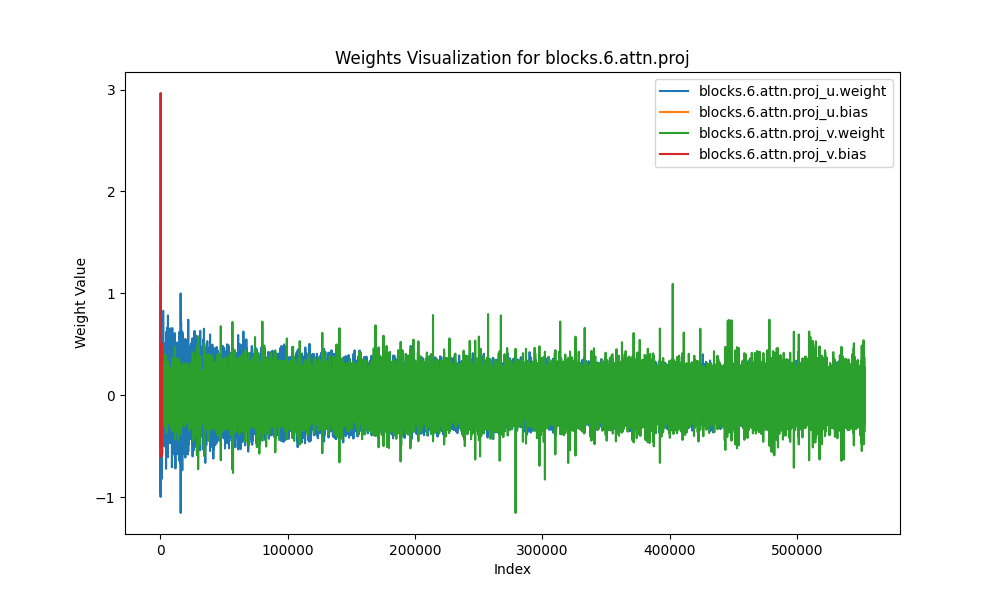 Weights Visualization for blocks.6.attn.proj
blocks.6.attn.proj_u.weight
blocks.6.attn.proj_u.bias
blocks.6.attn.proj_v.weight
blocks.6.attn.proj_v.bias
Weight Value
3
2
1
0
−1
0 100000 200000 300000 400000 500000
Index